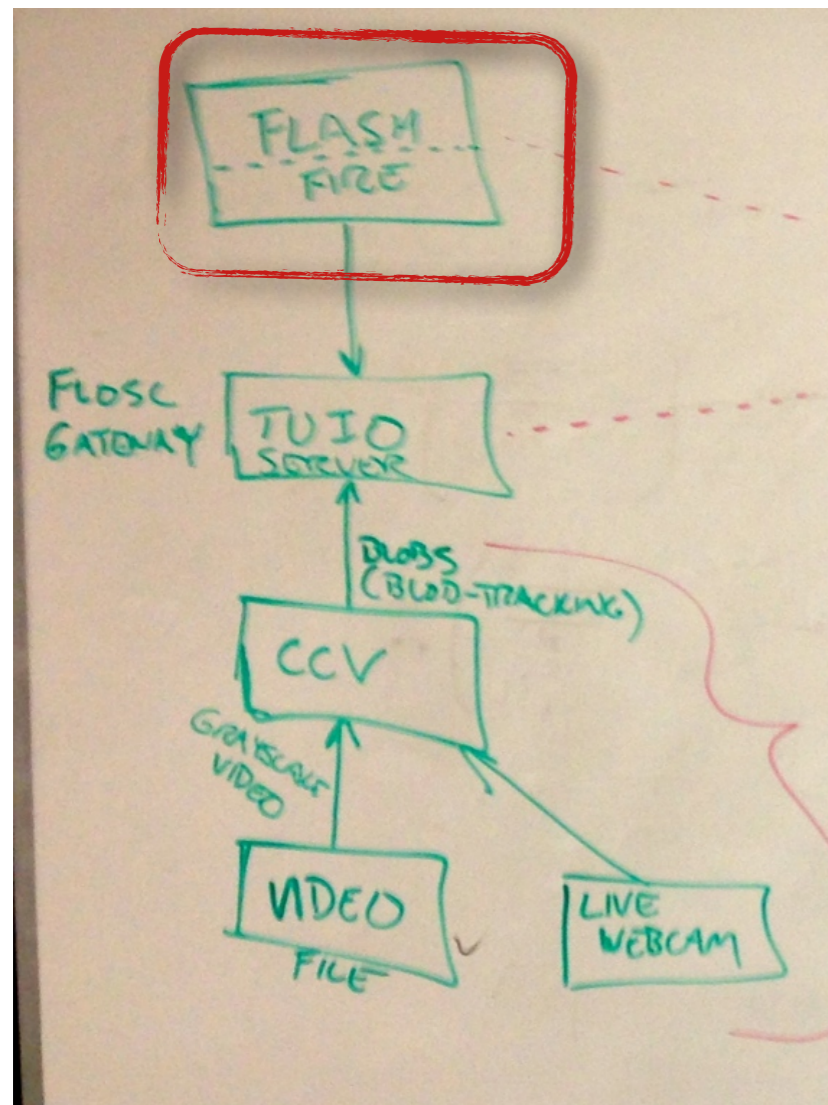 FLASH
FIRE
FLOSC
GATEWAY
TUIO
SERVER
BLOBS
(BLOB-TRACKING)
CCV
GRAYSCALE
VIDEO
VIDEO
FILE
LIVE
WEBCAM